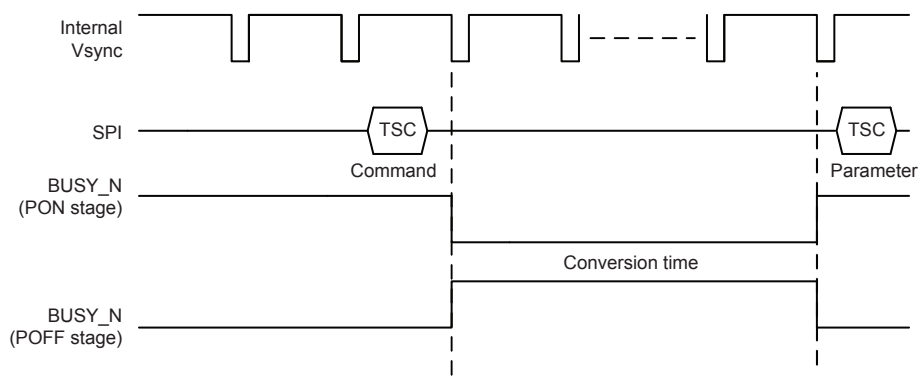 Internal
Vsync
SPI
TSC
TSC
Command
Parameter
BUSY_N
(PON stage)
Conversion time
BUSY_N
(POFF stage)